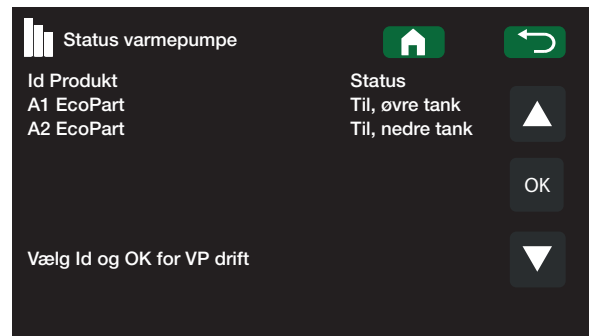 Status varmepumpe
Id Produkt Status
A1 EcoPart Til, øvre tank
A2 EcoPart Til, nedre tank
OK
Vælg Id og OK for VP drift